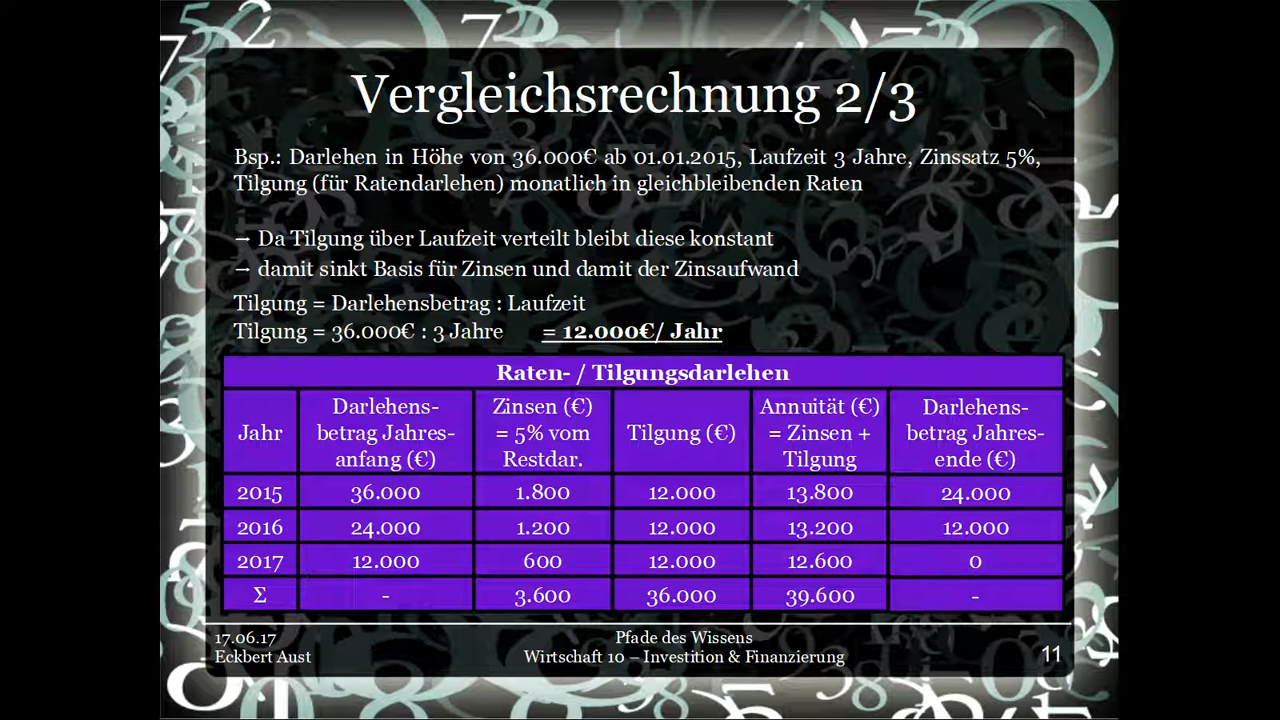 Vergleichsrechnung 2/3
Bsp.: Darlehen in Höhe von 36.000€ ab 01.01.2015, Laufzeit 3 Jahre, Zinssatz 5%,
Tilgung (für Ratendarlehen) monatlich in gleichbleibenden Raten
→ Da Tilgung über Laufzeit verteilt bleibt diese konstant
→ damit sinkt Basis für Zinsen und damit der Zinsaufwand
Tilgung = Darlehensbetrag : Laufzeit
Tilgung = 36.000€ : 3 Jahre = 12.000€/ Jahr
Raten- / Tilgungsdarlehen
Jahr
Darlehens-
betrag Jahres-
anfang (€)
Zinsen (€)
= 5% vom
Restdar.
Tilgung (€)
Annuität (€)
= Zinsen +
Tilgung
Darlehens-
betrag Jahres-
ende (€)
2015 36.000 1.800 12.000 13.800 24.000
2016 24.000 1.200 12.000 13.200 12.000
2017 12.000 600 12.000 12.600 0
Σ - 3.600 36.000 39.600 -
17.06.17
Eckbert Aust
Pfade des Wissens
Wirtschaft 10 – Investition & Finanzierung
11